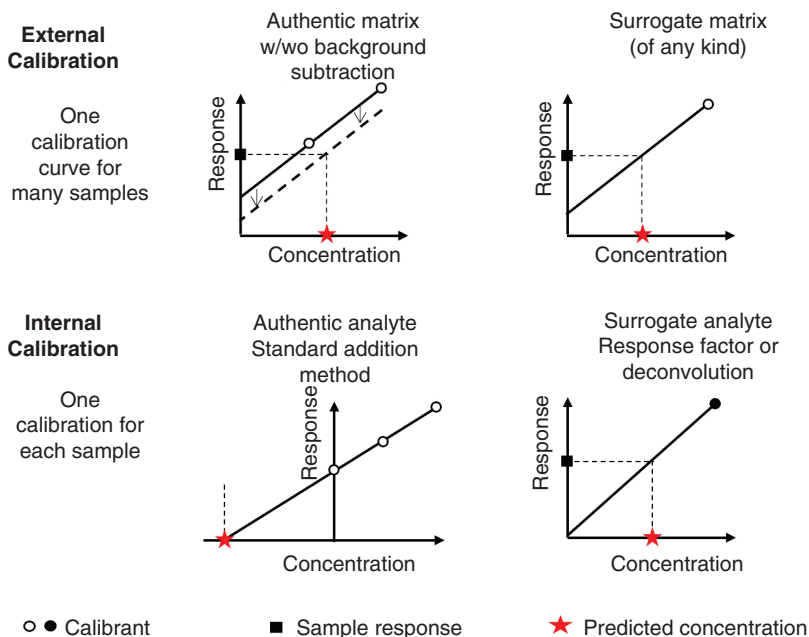 External
Calibration
One
calibration
curve for
many samples
Authentic matrix
w/wo background
subtraction
Response
Concentration
Surrogate matrix
(of any kind)
Response
Concentration
Internal
Calibration
One
calibration for
each sample
Authentic analyte
Standard addition
method
Response
Concentration
Surrogate analyte
Response factor or
deconvolution
Response
Concentration
Calibrant
Sample response
Predicted concentration